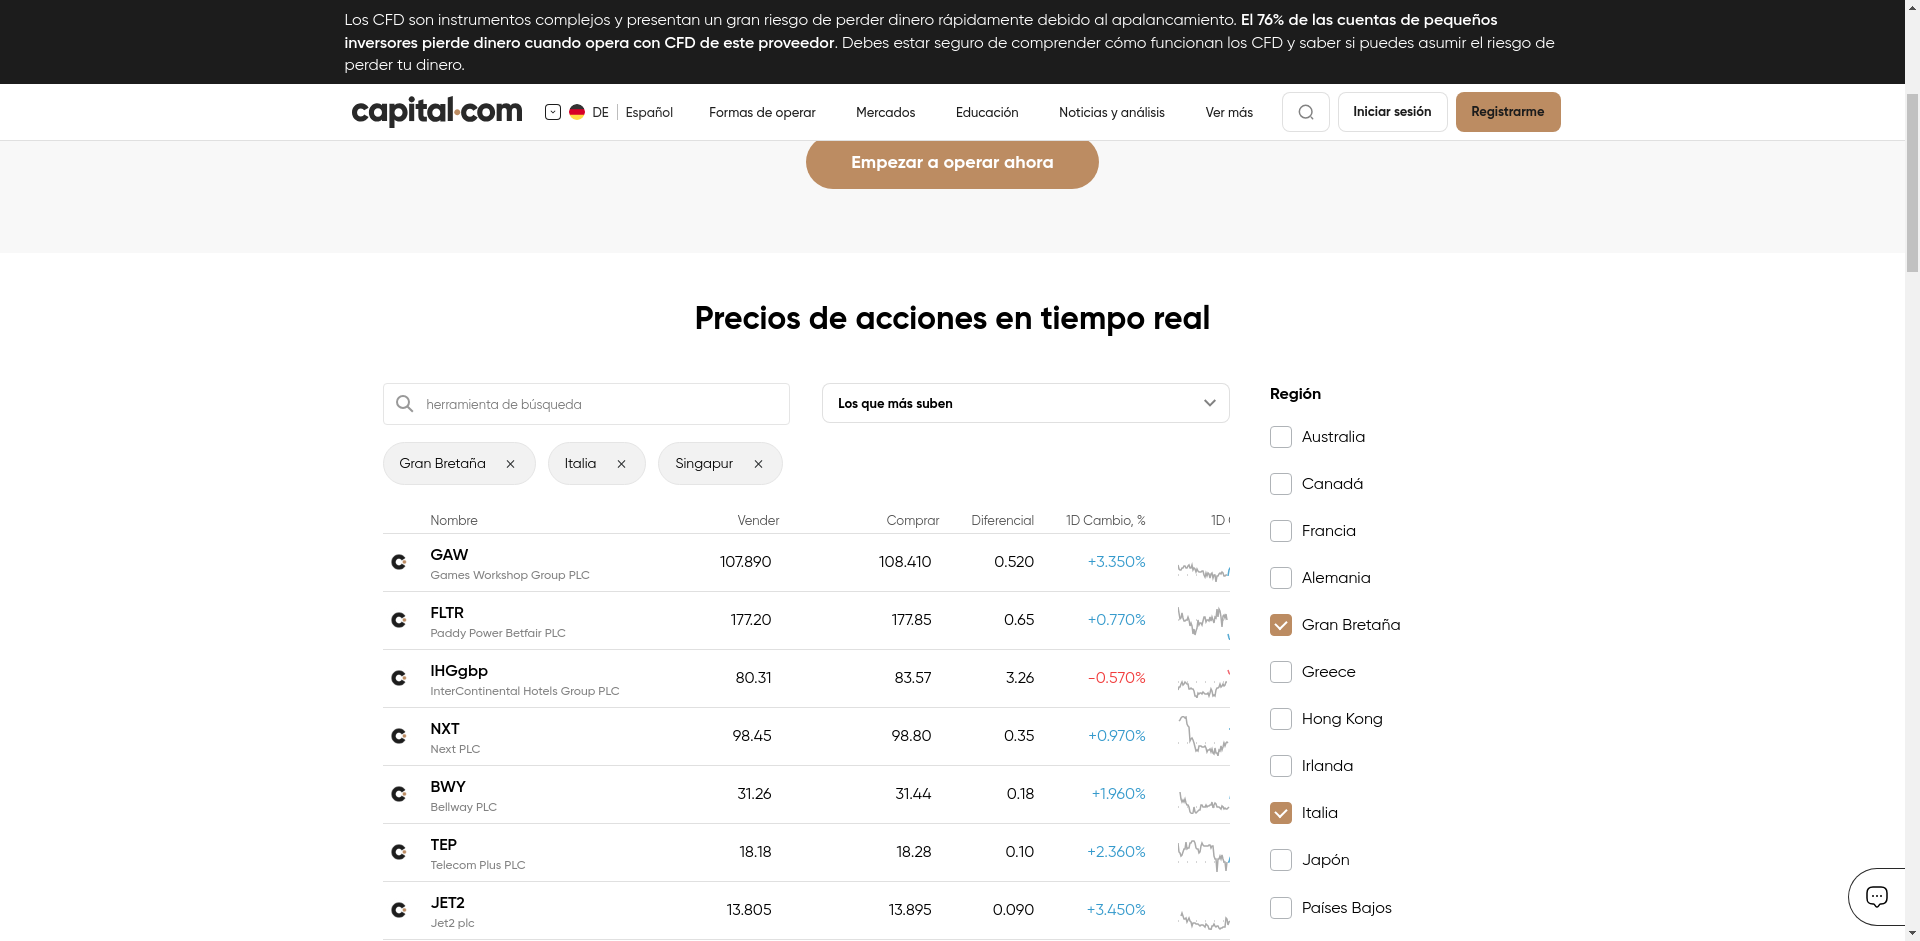 Los CFD son instrumentos complejos y presentan un gran riesgo de perder dinero rápidamente debido al apalancamiento. El 76% de las cuentas de pequeños
inversores pierde dinero cuando opera con CFD de este proveedor. Debes estar seguro de comprender cómo funcionan los CFD y saber si puedes asumir el riesgo de
perder tu dinero.
capital.com DE Español Formas de operar Mercados Educación Noticias y análisis Ver más Iniciar sesión Registrarme
Empezar a operar ahora
Precios de acciones en tiempo real
herramienta de búsqueda Los que más suben
Gran Bretaña Italia Singapur
Nombre Vender Comprar Diferencial 1D Cambio, % 1D
GAW 107.890 108.410 0.520 +3.350%
Games Workshop Group PLC
FLTR 177.20 177.85 0.65 +0.770%
Paddy Power Betfair PLC
IHGgbp 80.31 83.57 3.26 -0.570%
InterContinental Hotels Group PLC
NXT 98.45 98.80 0.35 +0.970%
Next PLC
BWY 31.26 31.44 0.18 +1.960%
Bellway PLC
TEP 18.18 18.28 0.10 +2.360%
Telecom Plus PLC
JET2 13.805 13.895 0.090 +3.450%
Jet2 plc
Región
Australia
Canadá
Francia
Alemania
Gran Bretaña
Greece
Hong Kong
Irlanda
Italia
Japón
Países Bajos